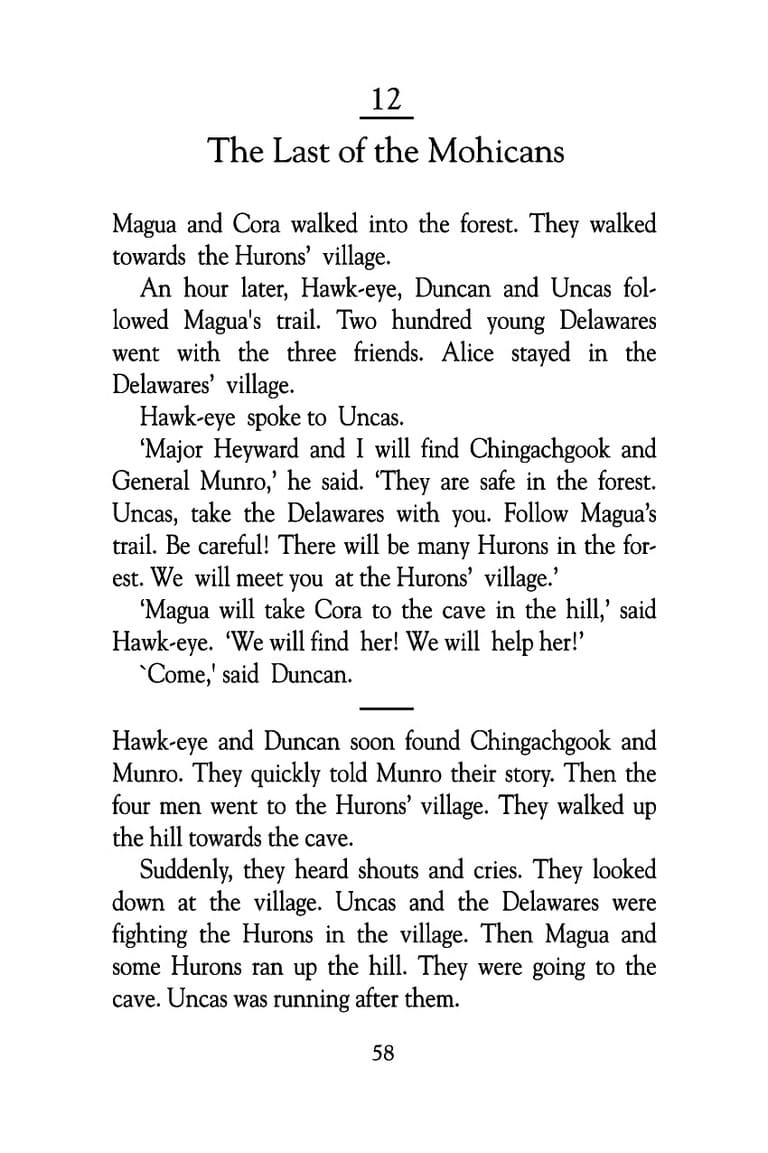 12
The Last of the Mohicans
Magua and Cora walked into the forest. They walked
towards the Hurons’ village.
An hour later, Hawk-eye, Duncan and Uncas fol-
lowed Magua's trail. Two hundred young Delawares
went with the three friends. Alice stayed in the
Delawares’ village.
Hawk-eye spoke to Uncas.
‘Major Heyward and I will find Chingachgook and
General Munro,’ he said. ‘They are safe in the forest.
Uncas, take the Delawares with you. Follow Magua’s
trail. Be careful! There will be many Hurons in the for-
est. We will meet you at the Hurons’ village.’
‘Magua will take Cora to the cave in the hill,’ said
Hawk-eye. ‘We will find her! We will help her!’
`Come,' said Duncan.
Hawk-eye and Duncan soon found Chingachgook and
Munro. They quickly told Munro their story. Then the
four men went to the Hurons’ village. They walked up
the hill towards the cave.
Suddenly, they heard shouts and cries. They looked
down at the village. Uncas and the Delawares were
fighting the Hurons in the village. Then Magua and
some Hurons ran up the hill. They were going to the
cave. Uncas was running after them.
58